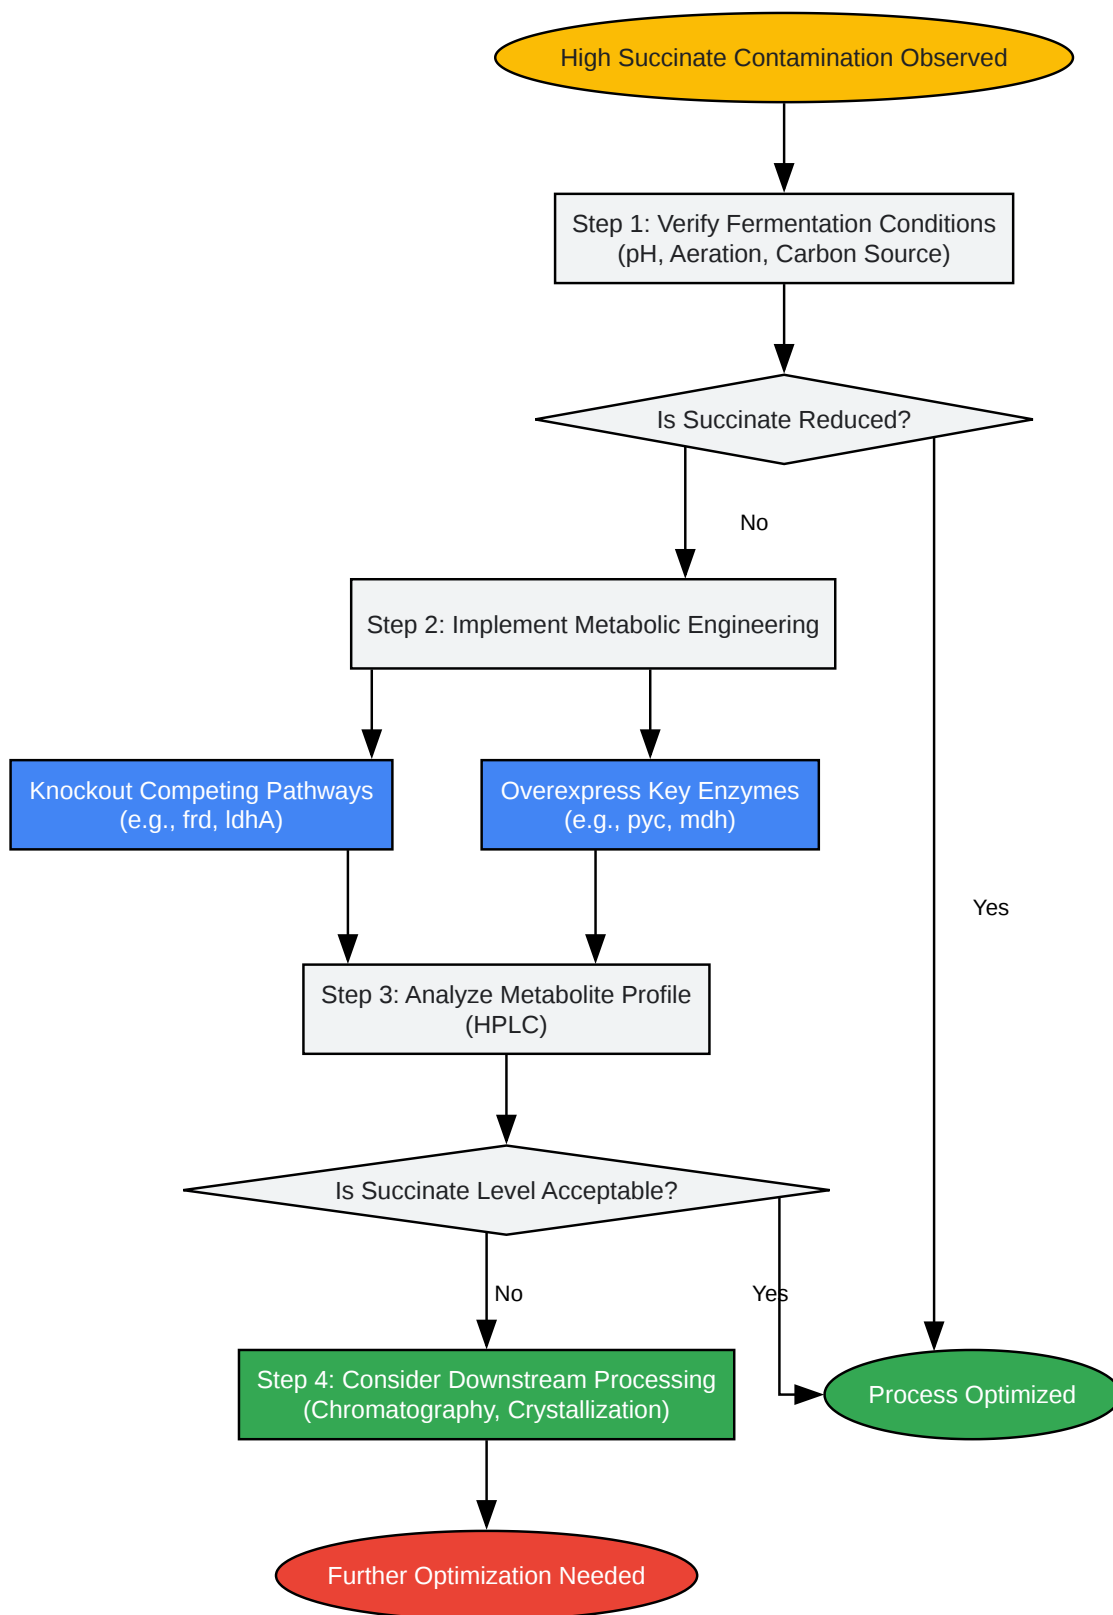 High Succinate Contamination Observed
Step 1: Verify Fermentation Conditions
(pH, Aeration, Carbon Source)
Is Succinate Reduced?
No
Step 2: Implement Metabolic Engineering
Knockout Competing Pathways
(e.g., frd, ldhA)
Overexpress Key Enzymes
(e.g., pyc, mdh)
Yes
Step 3: Analyze Metabolite Profile
(HPLC)
Is Succinate Level Acceptable?
No
Yes
Step 4: Consider Downstream Processing
(Chromatography, Crystallization)
Process Optimized
Further Optimization Needed